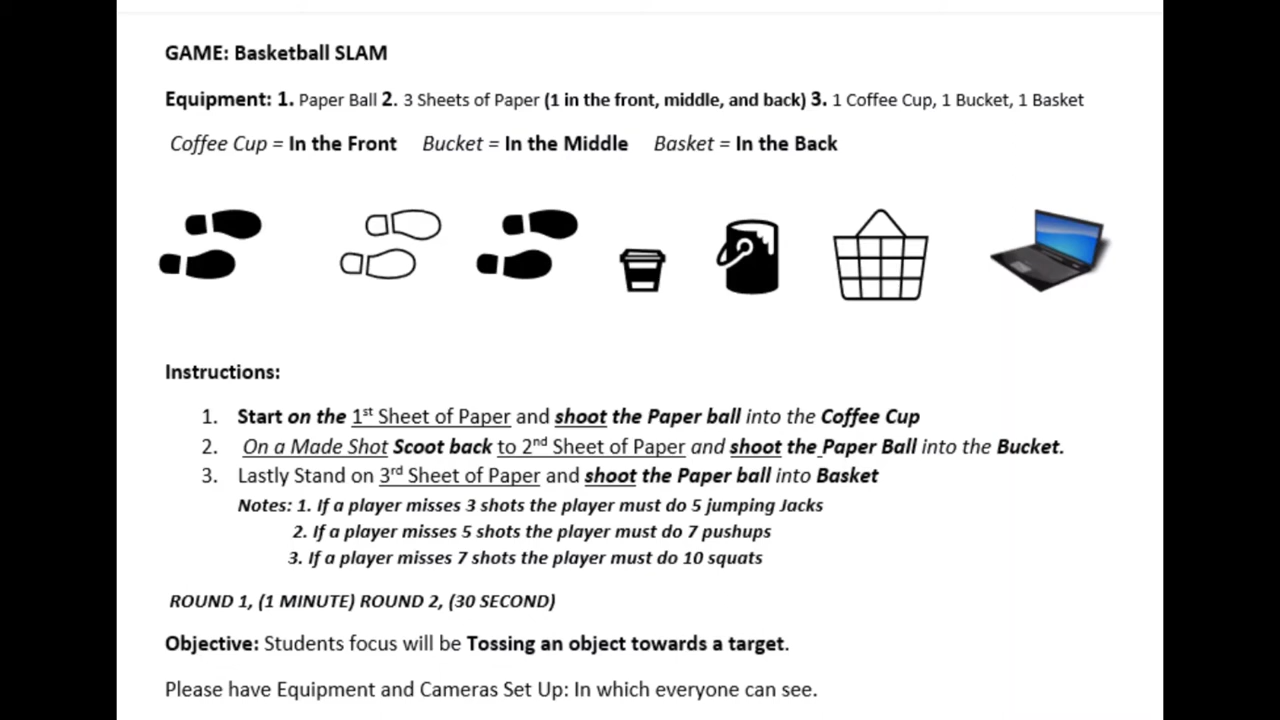 GAME: Basketball SLAM
Equipment: 1. Paper Ball 2. 3 Sheets of Paper (1 in the front, middle, and back) 3. 1 Coffee Cup, 1 Bucket, 1 Basket
Coffee Cup = In the Front Bucket = In the Middle Basket = In the Back
Instructions:
1. Start on the 1st Sheet of Paper and shoot the Paper ball into the Coffee Cup
2. On a Made Shot Scoot back to 2nd Sheet of Paper and shoot the Paper Ball into the Bucket.
3. Lastly Stand on 3rd Sheet of Paper and shoot the Paper ball into Basket
Notes: 1. If a player misses 3 shots the player must do 5 jumping Jacks
2. If a player misses 5 shots the player must do 7 pushups
3. If a player misses 7 shots the player must do 10 squats
ROUND 1, (1 MINUTE) ROUND 2, (30 SECOND)
Objective: Students focus will be Tossing an object towards a target.
Please have Equipment and Cameras Set Up: In which everyone can see.